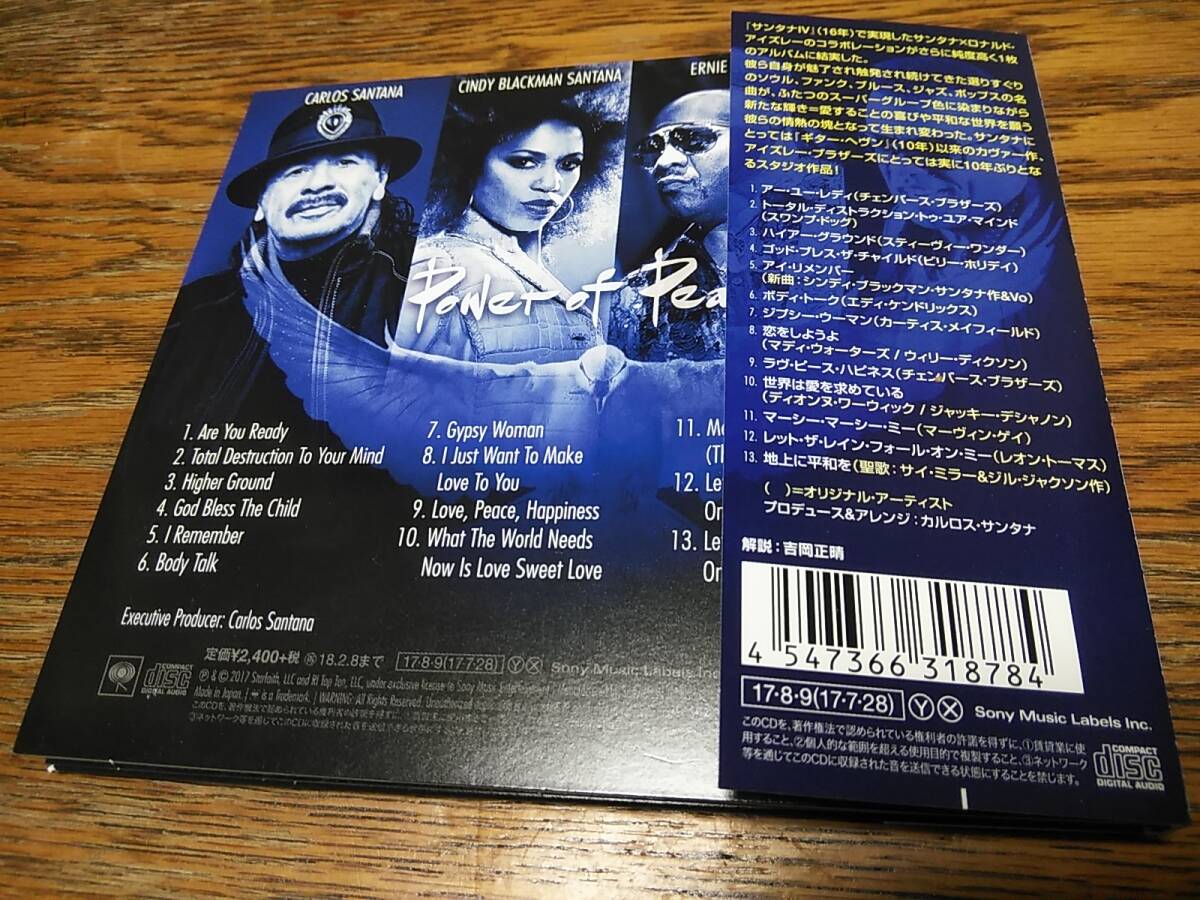 CARLOS SANTANA
CINDY BLACKMAN SANTANA
ERNIE
Power of Pea
1. Are You Ready
2. Total Destruction To Your Mind
3. Higher Ground
4. God Bless The Child
5. I Remember
6. Body Talk
7. Gypsy Woman
8. I Just Want To Make
Love To You
9. Love, Peace, Happiness
10. What The World Needs
Now Is Love Sweet Love
11. Me
(Th
12. Le
On
13. Le
On
Executive Producer: Carlos Santana
定価¥2,400+税 18.2.8まで 17・8・9(17・7・28) Y X Sony Music Labels Inc
COMPACT
disc
DIGITAL AUDIO
℗ & © 2017 Starfaith, LLC and RI Top Ten, LLC, under exclusive license to Sony Music
Made in Japan. is a Trademark. WARNING: All Rights Reserved. Unauthorized
『サンタナIV』(16年)で実現したサンタナ×ロナルド・
アイズレーのコラボレーションがさらに純度高く1枚
のアルバムに結実した。
彼ら自身が魅了され触発され続けてきた選りすぐり
のソウル、ファンク、ブルース、ジャズ、ポップスの名
曲が、ふたつのスーパーグループ色に染まりながら
新たな輝き=愛することの喜びや平和な世界を願う
彼らの情熱の塊となって生まれ変わった。サンタナに
とっては『ギター・ヘヴン』(10年)以来のカヴァー作、
アイズレー・ブラザーズにとっては実に10年ぶりとな
るスタジオ作品!
1. アー・ユー・レディ(チェンバース・ブラザーズ)
2. トータル・ディストラクション・トゥ・ユア・マインド
(スワンプ・ドッグ)
3. ハイアー・グラウンド(スティーヴィー・ワンダー)
4. ゴッド・ブレス・ザ・チャイルド(ビリー・ホリデイ)
5. アイ・リメンバー
(新曲:シンディ・ブラックマン・サンタナ作&Vo)
6. ボディ・トーク(エディ・ケンドリックス)
7. ジプシー・ウーマン(カーティス・メイフィールド)
8. 恋をしようよ
(マディ・ウォーターズ / ウィリー・ディクソン)
9. ラヴ・ピース・ハピネス(チェンバース・ブラザーズ)
10. 世界は愛を求めている
(ディオンヌ・ワーウィック / ジャッキー・デシャノン)
11. マーシー・マーシー・ミー(マーヴィン・ゲイ)
12. レット・ザ・レイン・フォール・オン・ミー(レオン・トーマス)
13. 地上に平和を(聖歌:サイ・ミラー&ジル・ジャクソン作)
( )=オリジナル・アーティスト
プロデュース&アレンジ:カルロス・サンタナ
解説:吉岡正晴
4 547366 318784
17・8・9(17・7・28) Y X Sony Music Labels Inc.
このCDを、著作権法で認められている権利者の許諾を得ずに、①賃貸業に使
用すること、②個人的な範囲を超える使用目的で複製すること、③ネットワーク
等を通じてこのCDに収録された音を送信できる状態にすることを禁じます。
COMPACT
disc
DIGITAL AUDIO